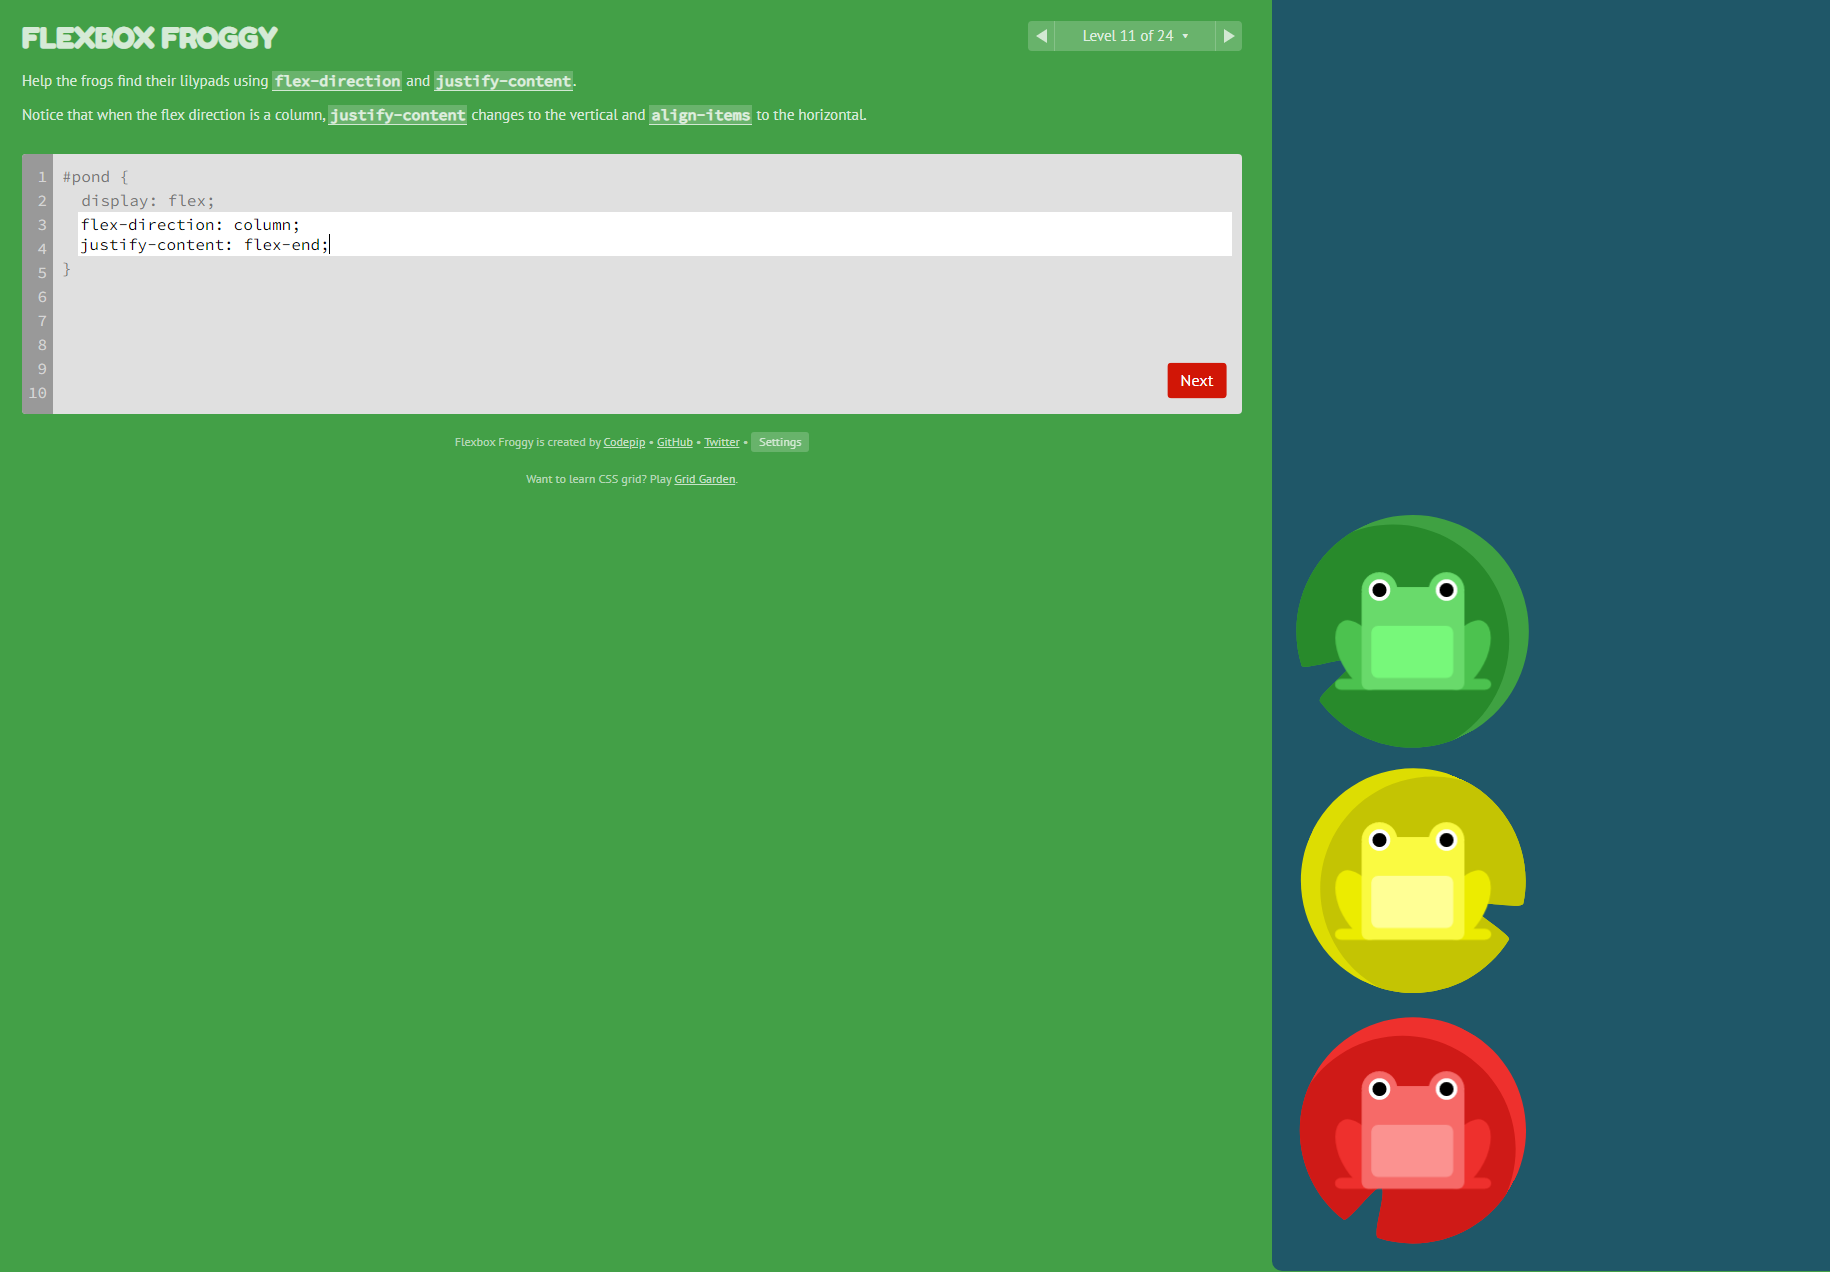 FLEXBOX FROGGY
Level 11 of 24
Help the frogs find their lilypads using flex-direction and justify-content.
Notice that when the flex direction is a column, justify-content changes to the vertical and align-items to the horizontal.
1 #pond {
2 display: flex;
3 flex-direction: column;
4 justify-content: flex-end;
5 }
6
7
8
9
10
Next
Flexbox Froggy is created by Codepip • GitHub • Twitter • Settings
Want to learn CSS grid? Play Grid Garden.